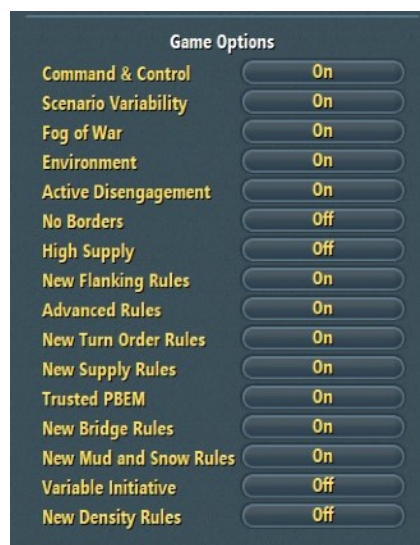 Game Options
Command & Control On
Scenario Variability On
Fog of War On
Environment On
Active Disengagement On
No Borders Off
High Supply Off
New Flanking Rules On
Advanced Rules On
New Turn Order Rules On
New Supply Rules On
Trusted PBEM On
New Bridge Rules On
New Mud and Snow Rules On
Variable Initiative Off
New Density Rules Off